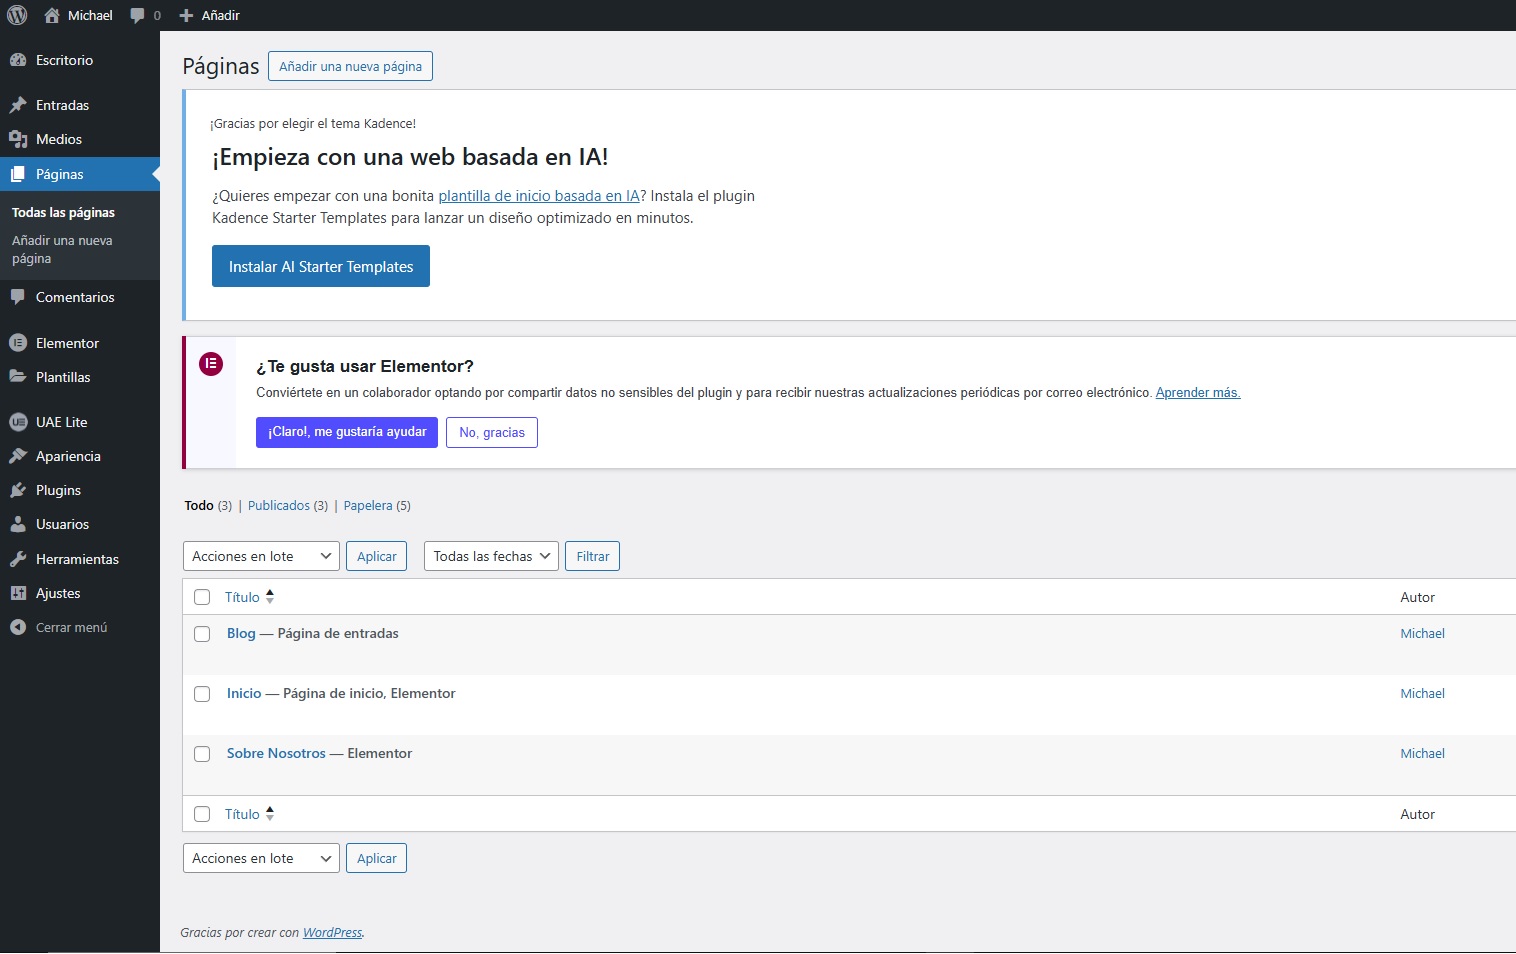 Michael 0 Añadir
Escritorio
Entradas
Medios
Páginas
Todas las páginas
Añadir una nueva
página
Comentarios
Elementor
Plantillas
UAE Lite
Apariencia
Plugins
Usuarios
Herramientas
Ajustes
Cerrar menú
Páginas Añadir una nueva página
¡Gracias por elegir el tema Kadence!
¡Empieza con una web basada en IA!
¿Quieres empezar con una bonita plantilla de inicio basada en IA? Instala el plugin
Kadence Starter Templates para lanzar un diseño optimizado en minutos.
Instalar AI Starter Templates
¿Te gusta usar Elementor?
Conviértete en un colaborador optando por compartir datos no sensibles del plugin y para recibir nuestras actualizaciones periódicas por correo electrónico. Aprender más.
¡Claro!, me gustaría ayudar No, gracias
Todo (3) | Publicados (3) | Papelera (5)
Acciones en lote Aplicar Todas las fechas Filtrar
Título Autor
Blog — Página de entradas Michael
Inicio — Página de inicio, Elementor Michael
Sobre Nosotros — Elementor Michael
Título Autor
Acciones en lote Aplicar
Gracias por crear con WordPress.